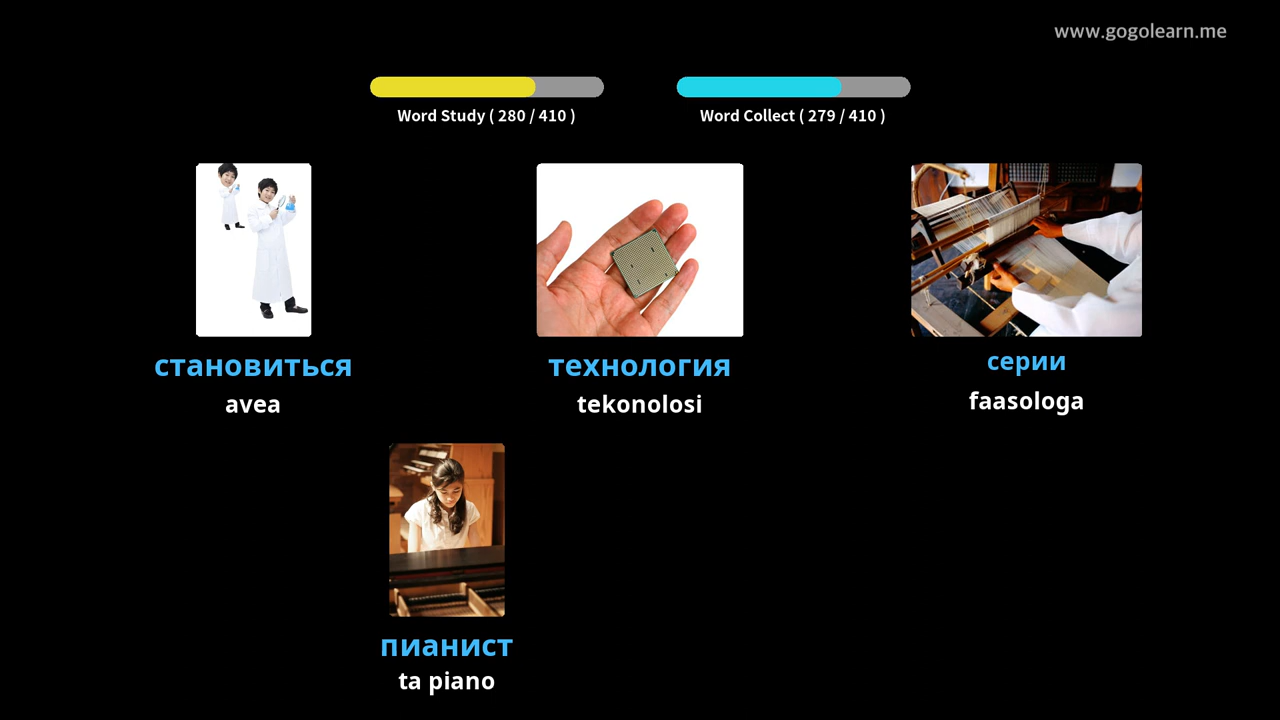 www.gogolearn.me
Word Study ( 280 / 410 )
Word Collect ( 279 / 410 )
становиться
avea
технология
tekonolosi
серии
faasologa
пианист
ta piano